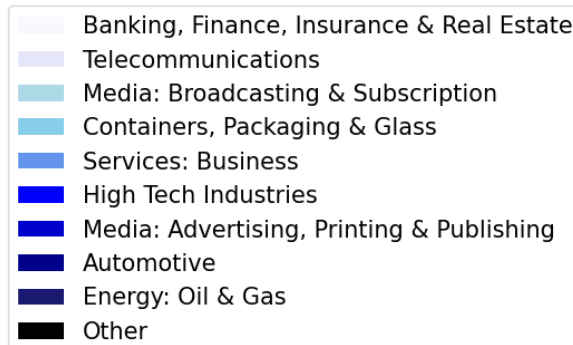 Banking, Finance, Insurance & Real Estate
Telecommunications
Media: Broadcasting & Subscription
Containers, Packaging & Glass
Services: Business
High Tech Industries
Media: Advertising, Printing & Publishing
Automotive
Energy: Oil & Gas
Other